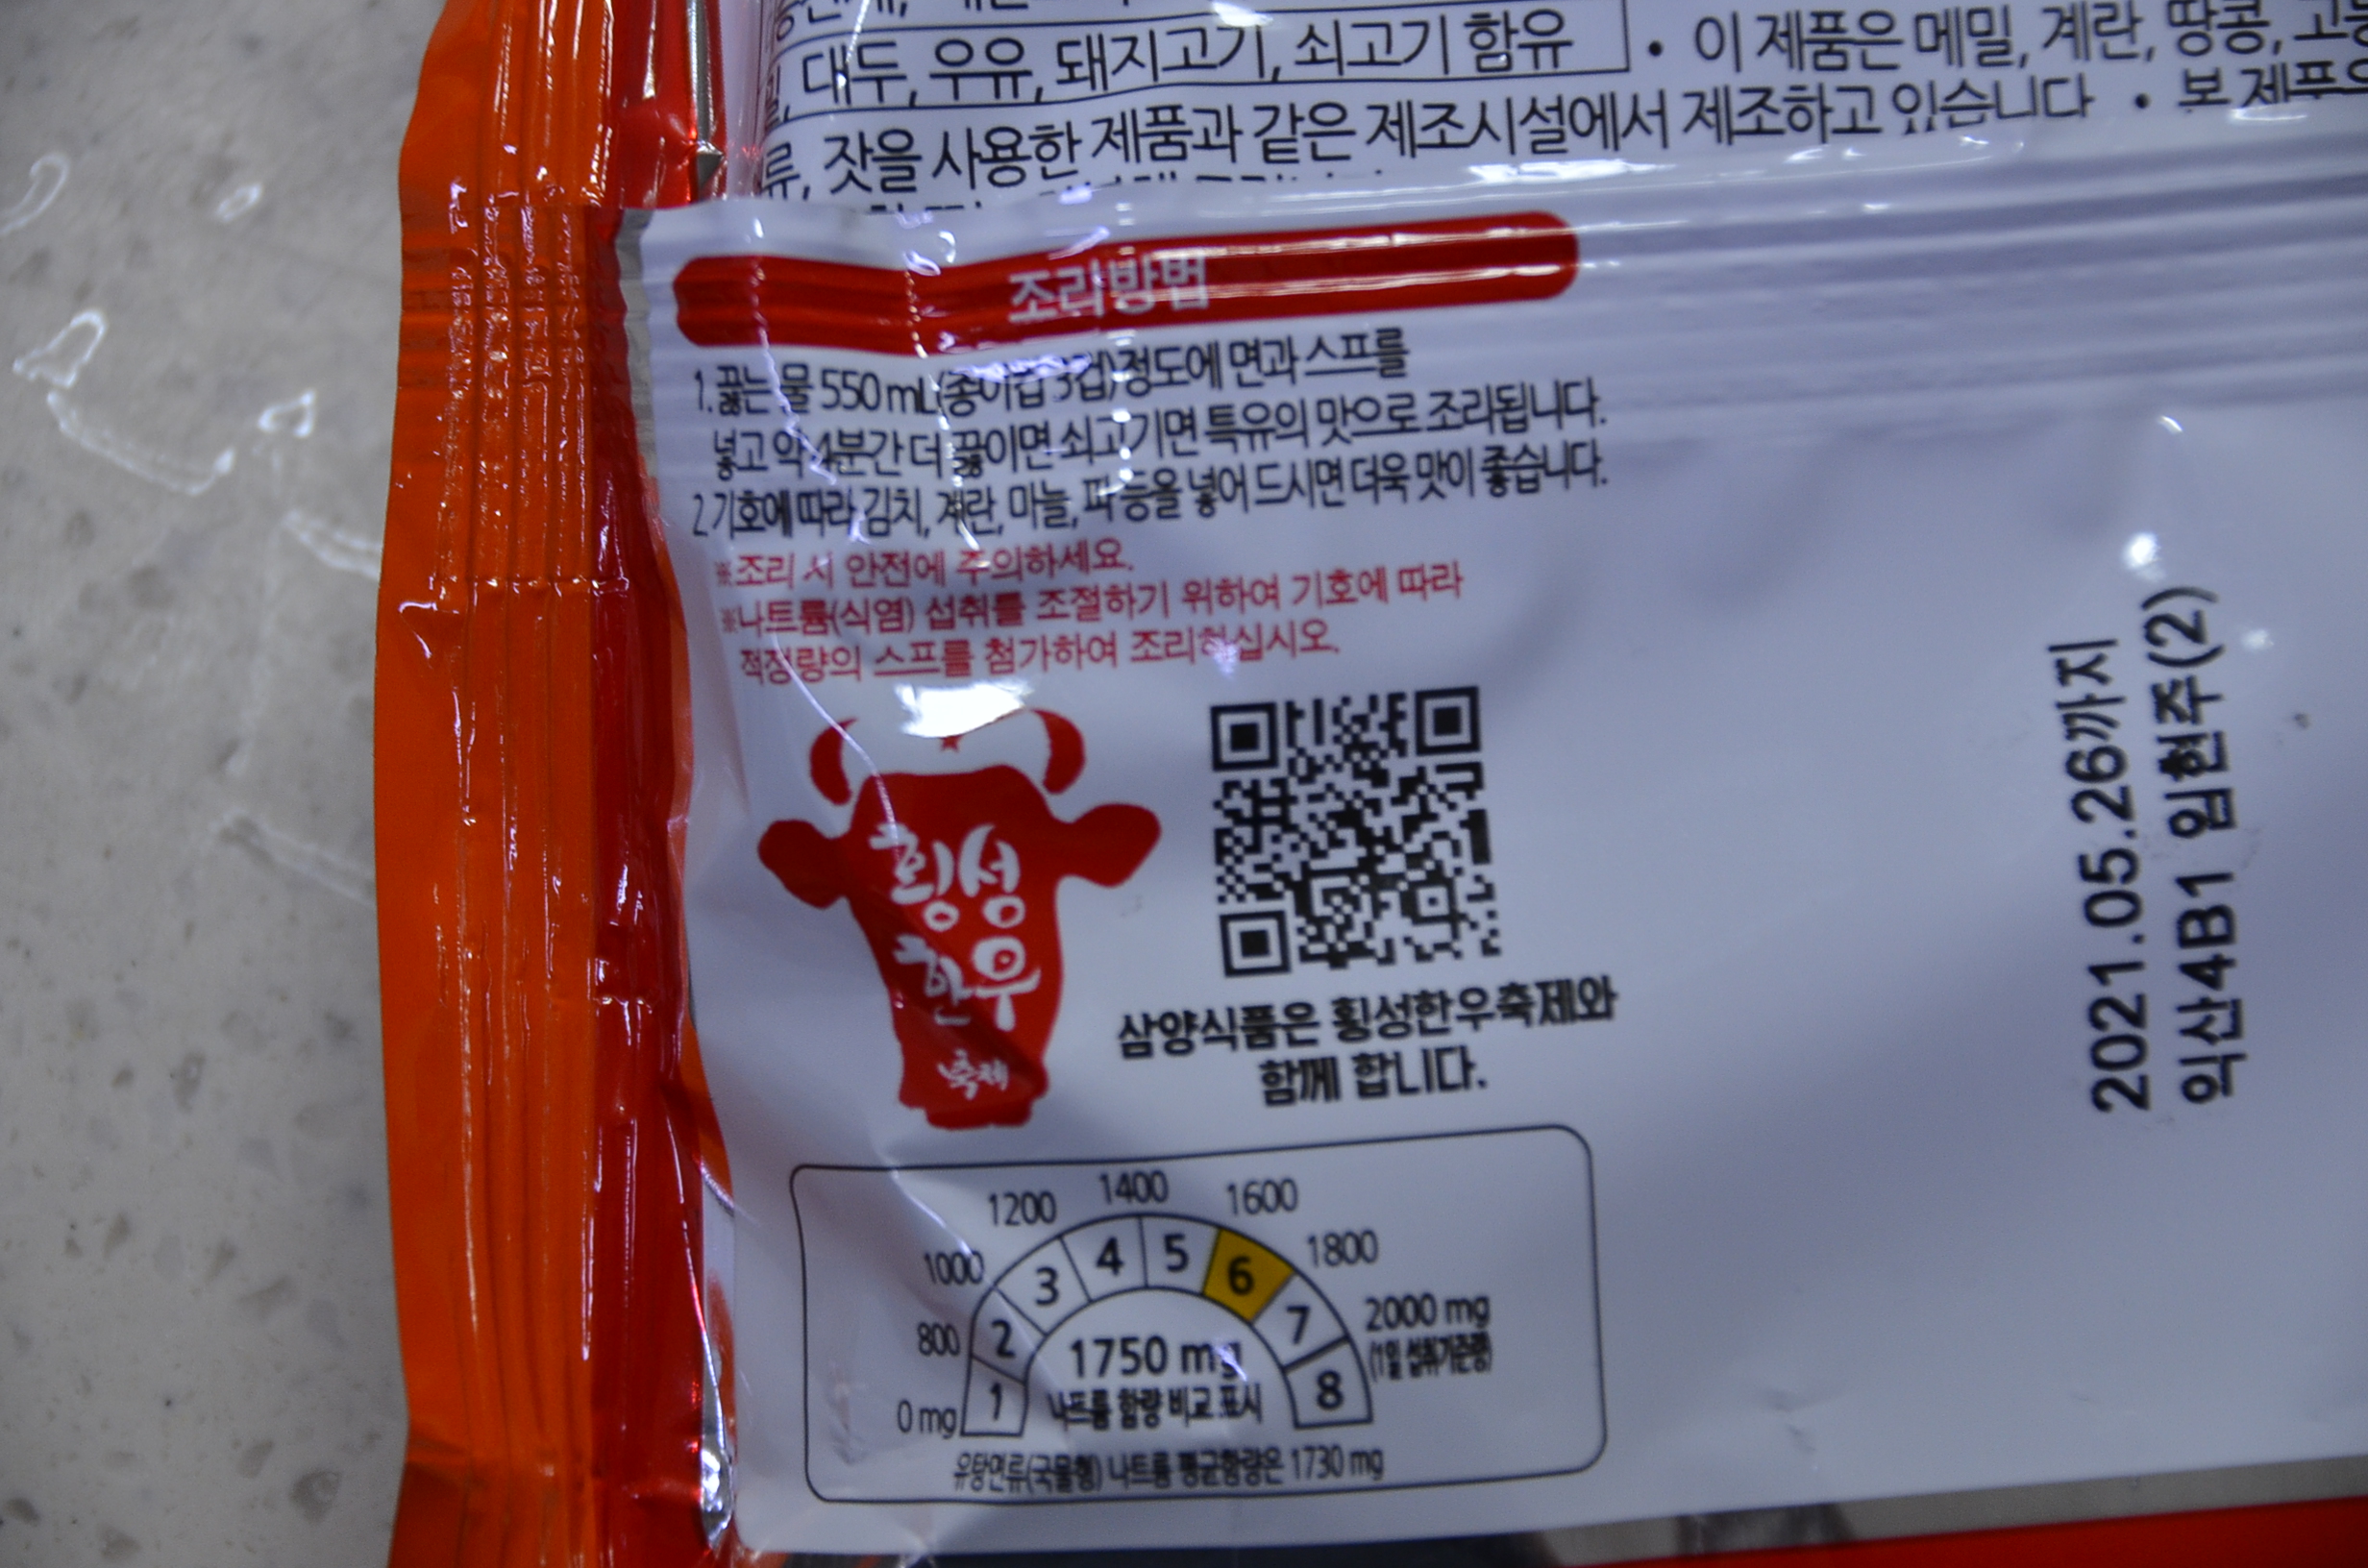 대두, 우유, 돼지고기, 쇠고기 함유 • 이 제품은 메밀, 계란, 땅콩,
류, 잣을 사용한 제품과 같은 제조시설에서 제조하고 있습니다 • 본 제품은
조리방법
1. 끓는 물 550 mL(종이컵 3컵)정도에 면과 스프를
넣고 약 4분간 더 끓이면 쇠고기면 특유의 맛으로 조리됩니다.
2. 기호에 따라 김치, 계란, 마늘, 파 등을 넣어 드시면 더욱 맛이 좋습니다.
※조리 시 안전에 주의하세요.
※나트륨(식염) 섭취를 조절하기 위하여 기호에 따라
적정량의 스프를 첨가하여 조리하십시오.
횡성
한우
축제
삼양식품은 횡성한우축제와
함께 합니다.
2021.05.26까지
익산4B1 임현주(2)
0 mg 800 1000 1200 1400 1600 1800 2000 mg
(1일 섭취기준량)
1 2 3 4 5 6 7 8
1750 mg
나트륨 함량 비교 표시
유탕면류(국물형) 나트륨 평균함량은 1730 mg